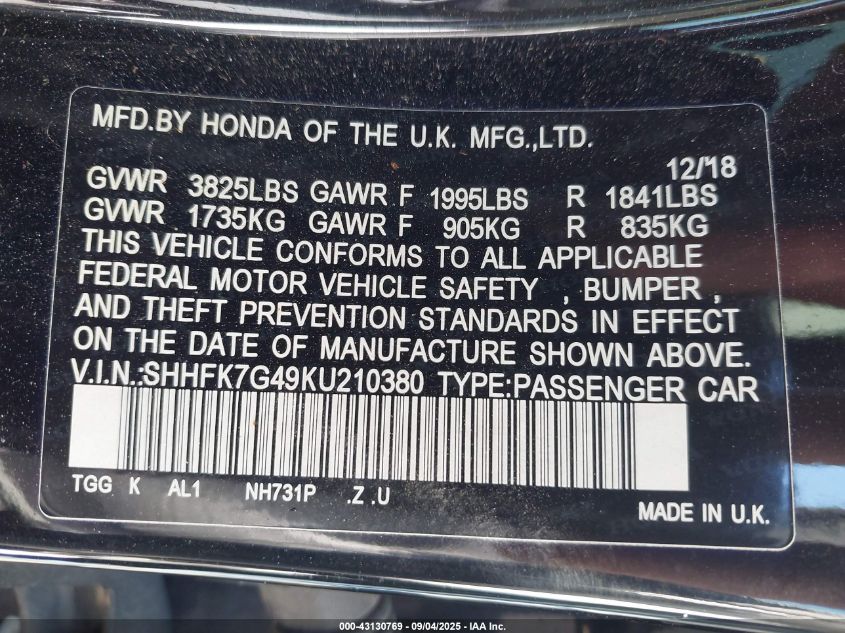 MFD.BY HONDA OF THE U.K. MFG.,LTD.
12/18
GVWR 3825LBS GAWR F 1995LBS R 1841LBS
GVWR 1735KG GAWR F 905KG R 835KG
THIS VEHICLE CONFORMS TO ALL APPLICABLE
FEDERAL MOTOR VEHICLE SAFETY , BUMPER ,
AND THEFT PREVENTION STANDARDS IN EFFECT
ON THE DATE OF MANUFACTURE SHOWN ABOVE.
V.I.N.:SHHFK7G49KU210380 TYPE:PASSENGER CAR
TGG K AL1 NH731P .Z .U
MADE IN U.K.
000-43130769 - 09/04/2025 - IAA Inc.